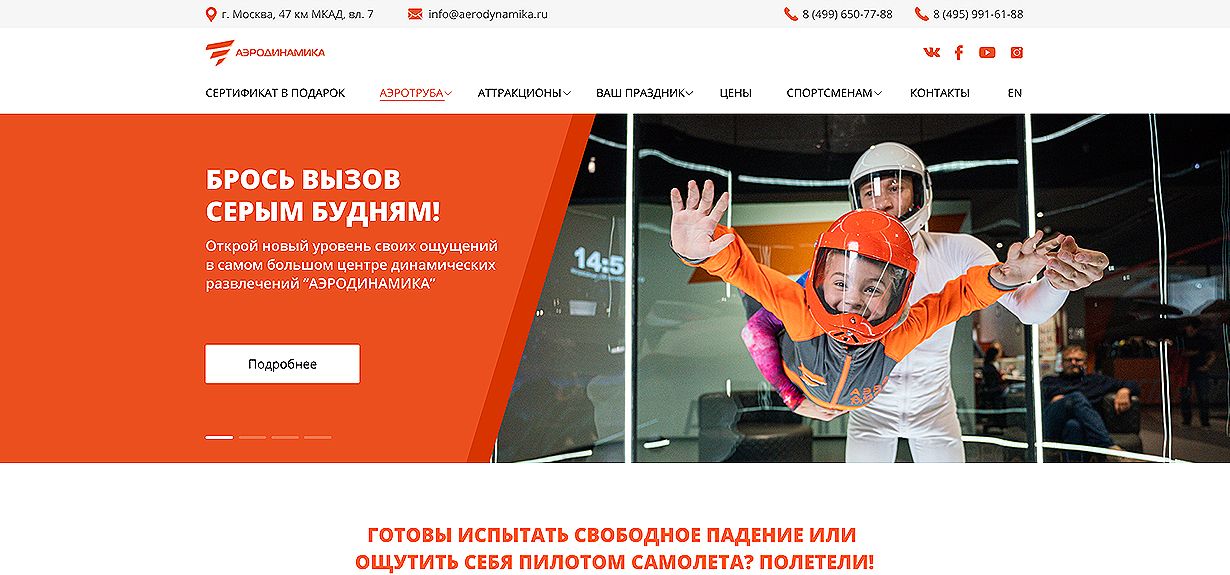 г. Москва, 47 км МКАД, вл. 7
info@aerodynamika.ru
8 (499) 650-77-88
8 (495) 991-61-88
АЭРОДИНАМИКА
СЕРТИФИКАТ В ПОДАРОК
АЭРОТРУБА
АТТРАКЦИОНЫ
ВАШ ПРАЗДНИК
ЦЕНЫ
СПОРТСМЕНАМ
КОНТАКТЫ
EN
БРОСЬ ВЫЗОВ
СЕРЫМ БУДНЯМ!
Открой новый уровень своих ощущений
в самом большом центре динамических
развлечений “АЭРОДИНАМИКА”
Подробнее
14:5
ГОТОВЫ ИСПЫТАТЬ СВОБОДНОЕ ПАДЕНИЕ ИЛИ
ОЩУТИТЬ СЕБЯ ПИЛОТОМ САМОЛЕТА? ПОЛЕТЕЛИ!